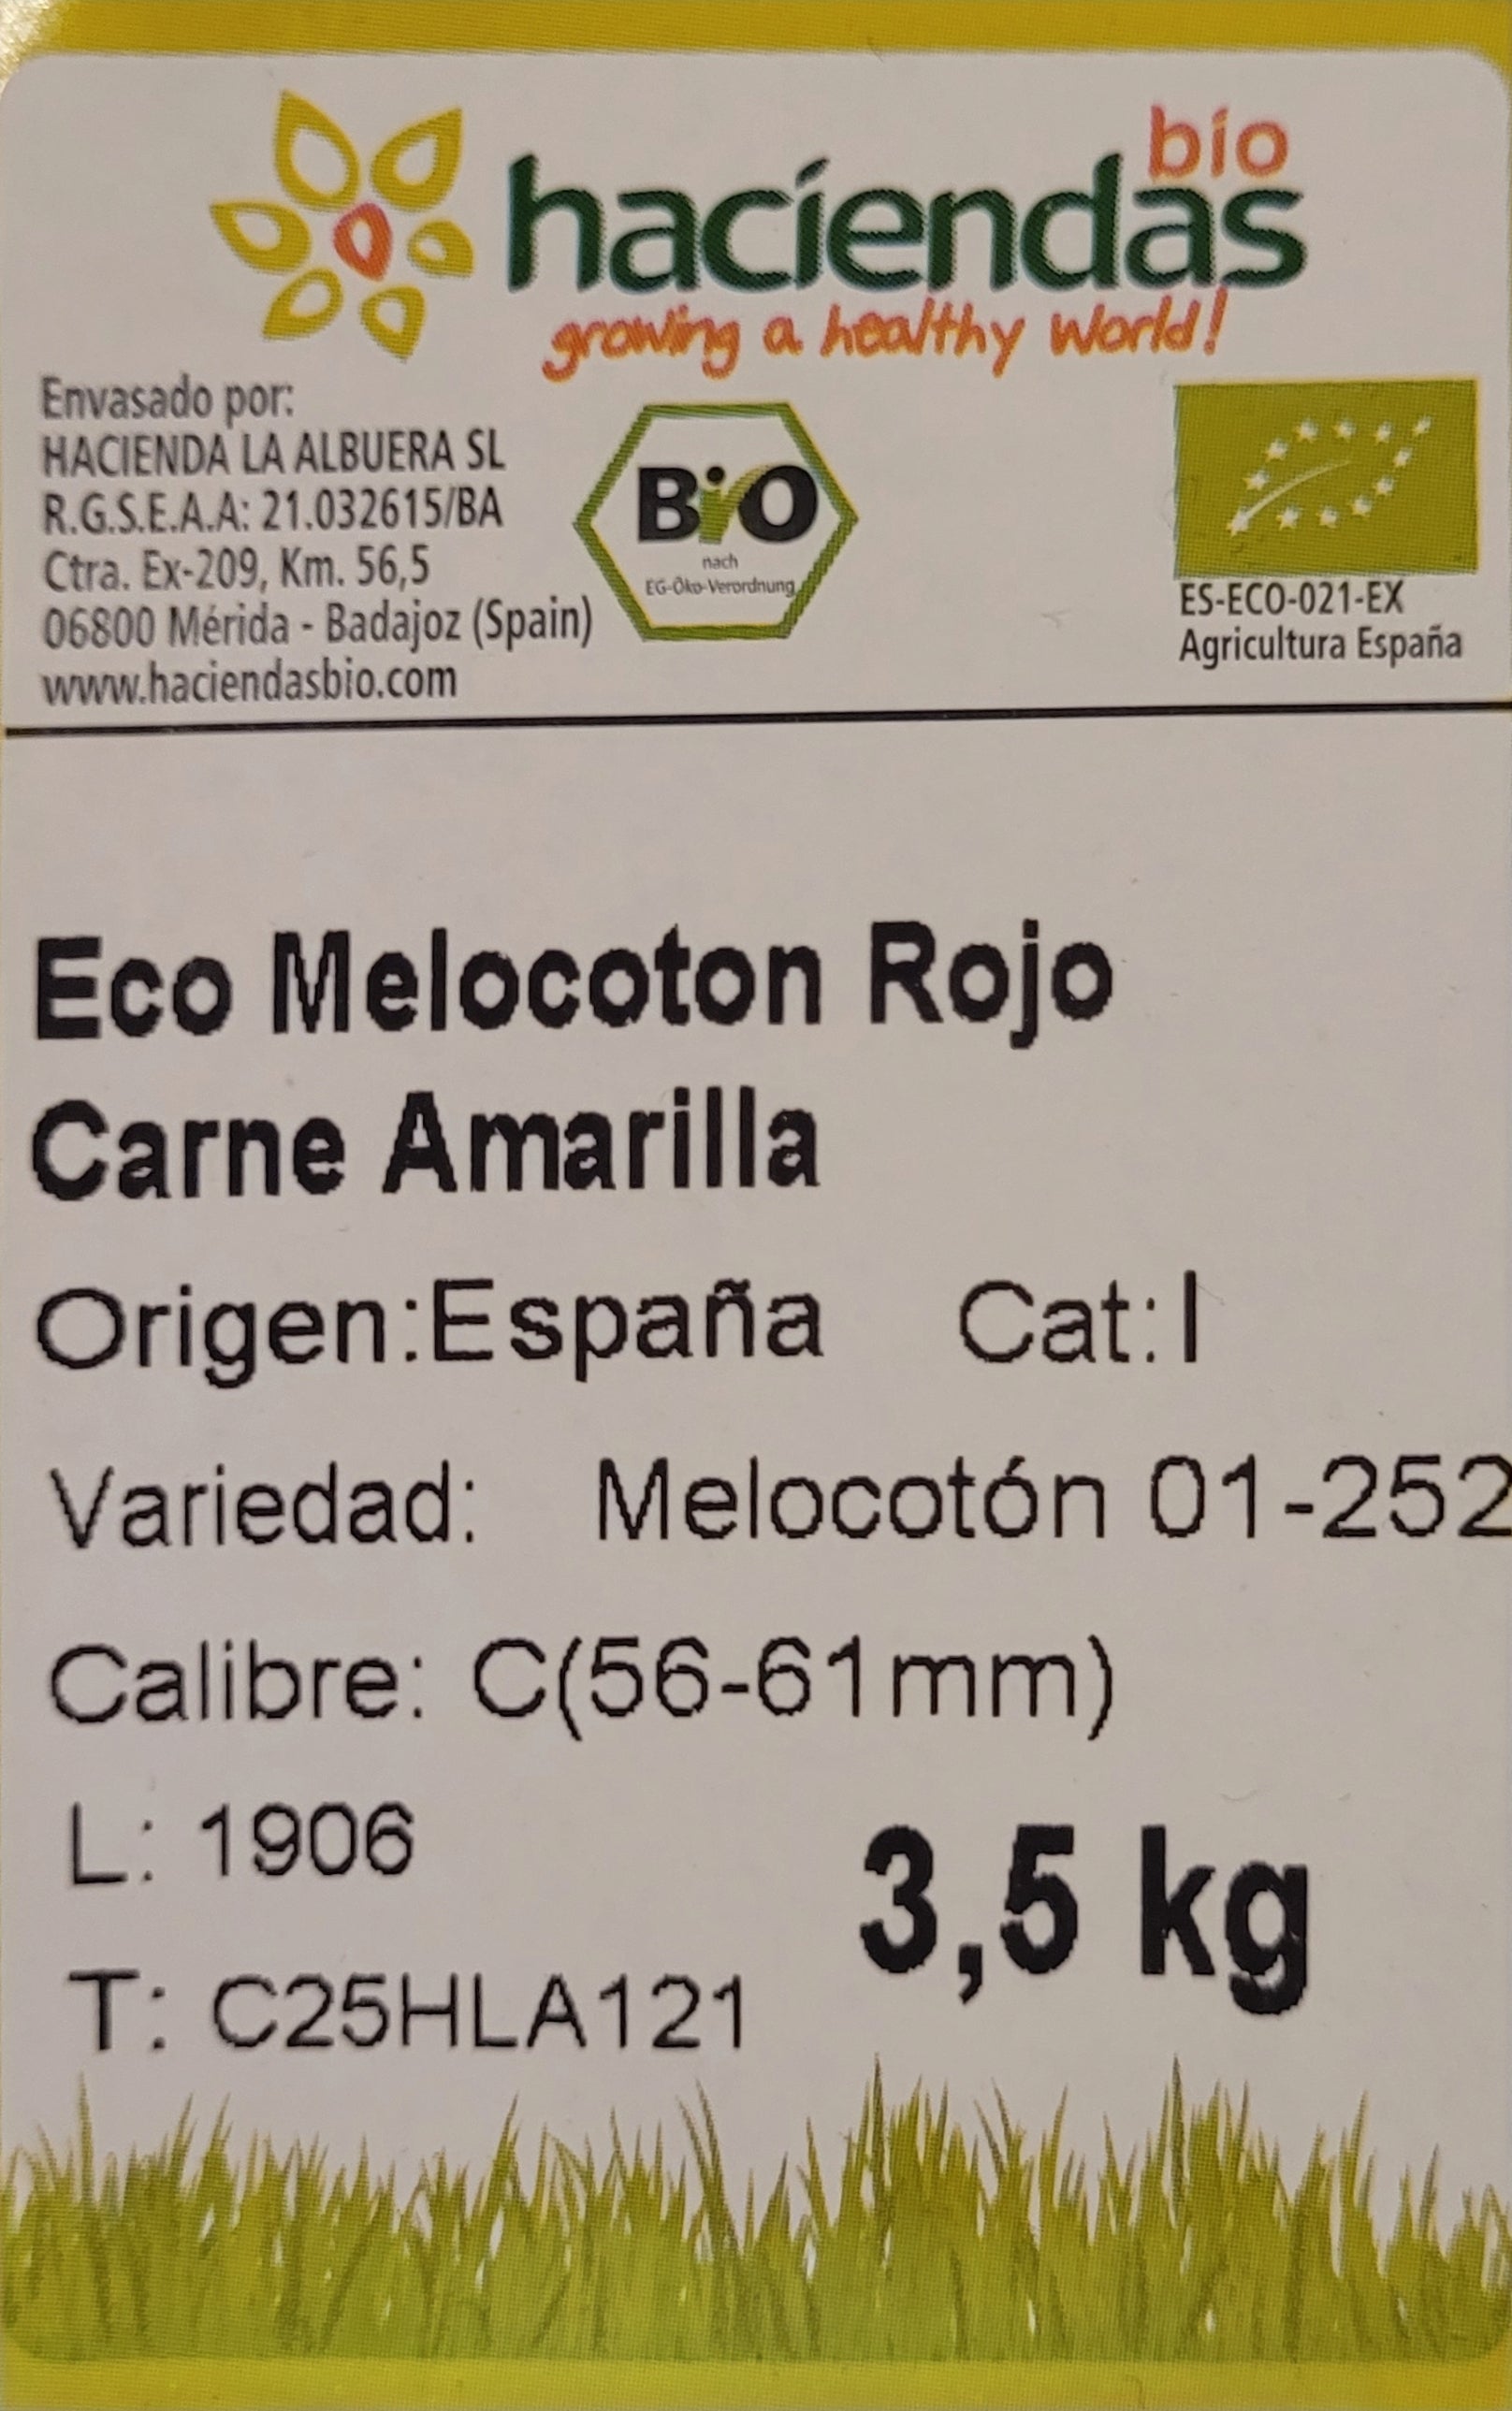 bio
haciendas
growing a healthy world!
Envasado por:
HACIENDA LA ALBUERA SL
R.G.S.E.A.A: 21.032615/BA
Ctra. Ex-209, Km. 56,5
06800 Mérida - Badajoz (Spain)
www.haciendasbio.com
BiO
nach
EG-Öko-Verordnung
ES-ECO-021-EX
Agricultura España
Eco Melocoton Rojo
Carne Amarilla
Origen:España Cat:I
Variedad: Melocotón 01-252
Calibre: C(56-61mm)
L: 1906
3,5 kg
T: C25HLA121